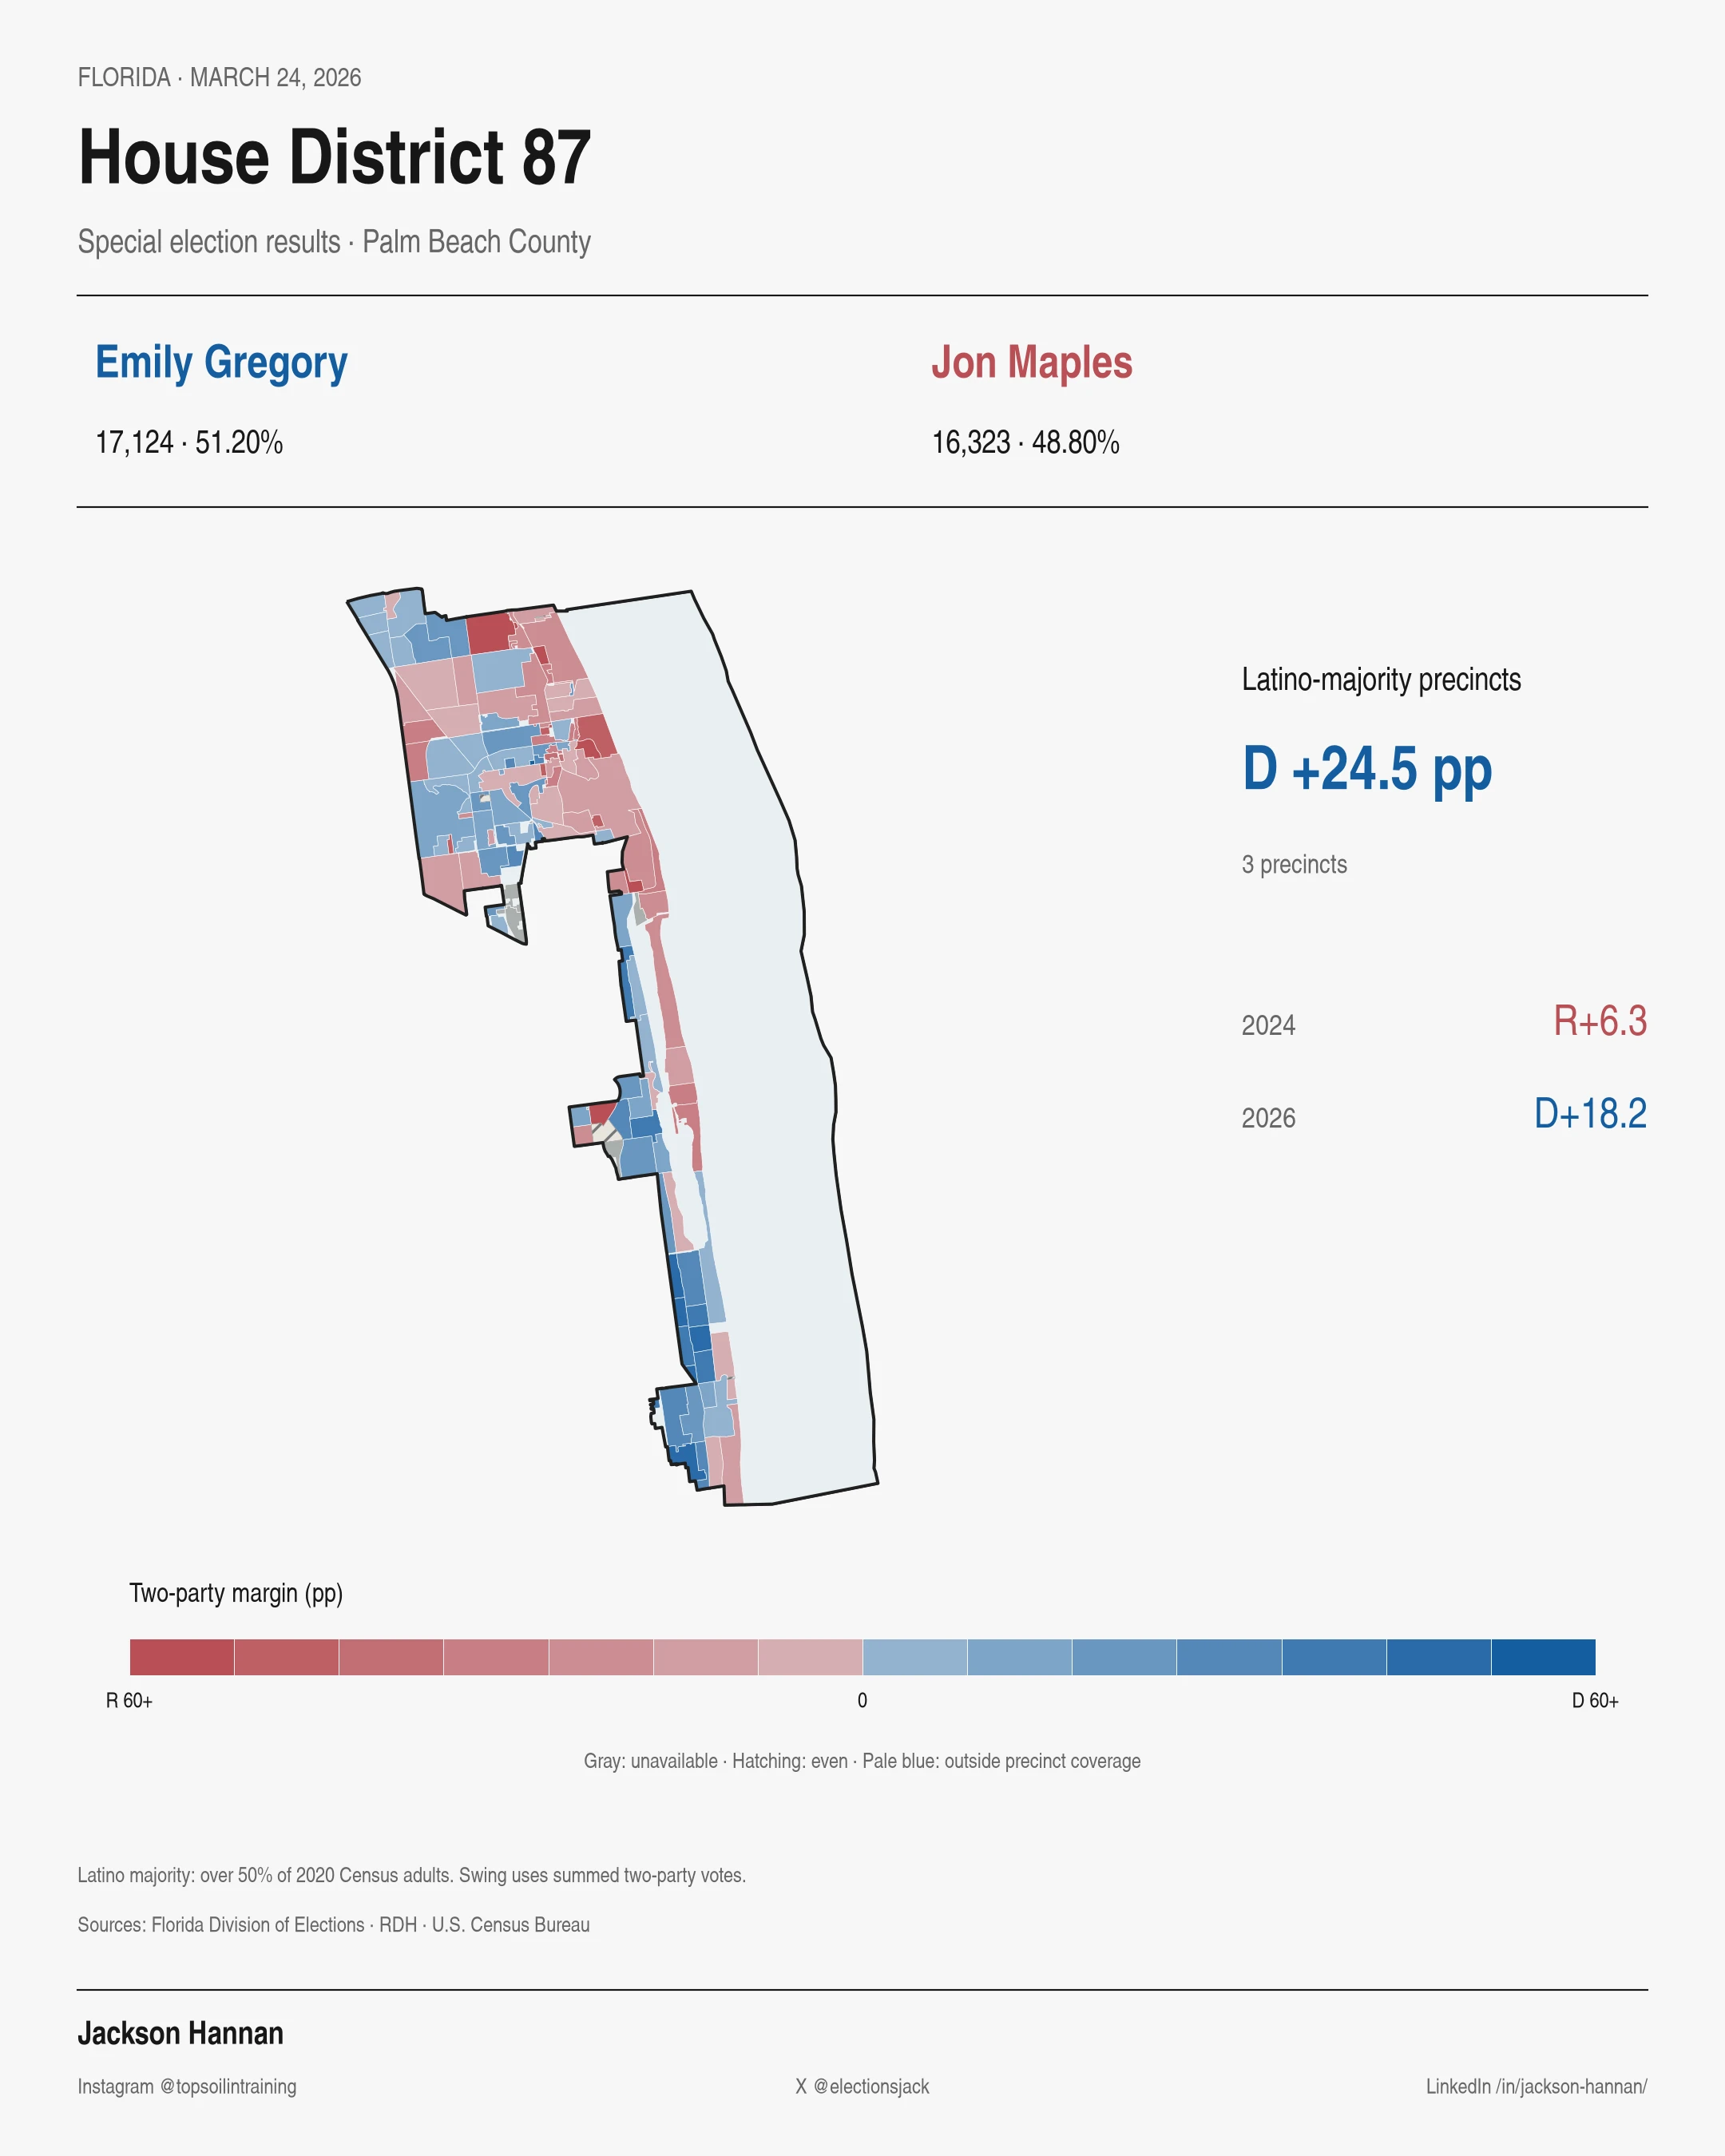 FLORIDA · MARCH 24, 2026
House District 87
Special election results · Palm Beach County
Emily Gregory
17,124 · 51.20%
Jon Maples
16,323 · 48.80%
Latino-majority precincts
D +24.5 pp
3 precincts
2024 R+6.3
2026 D+18.2
Two-party margin (pp)
R 60+ 0 D 60+
Gray: unavailable · Hatching: even · Pale blue: outside precinct coverage
Latino majority: over 50% of 2020 Census adults. Swing uses summed two-party votes.
Sources: Florida Division of Elections · RDH · U.S. Census Bureau
Jackson Hannan
Instagram @topsoilintraining X @electionsjack LinkedIn /in/jackson-hannan/